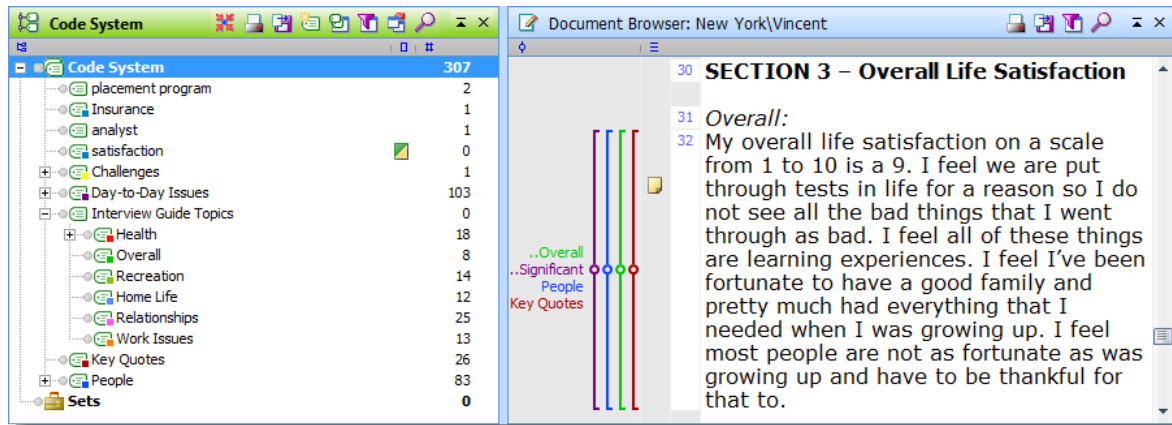 Code System
Code System 307
placement program 2
Insurance 1
analyst 1
satisfaction 0
Challenges 1
Day-to-Day Issues 103
Interview Guide Topics 0
Health 18
Overall 8
Recreation 14
Home Life 12
Relationships 25
Work Issues 13
Key Quotes 26
People 83
Sets 0
Document Browser: New York\Vincent
30 SECTION 3 – Overall Life Satisfaction
31 Overall:
32 My overall life satisfaction on a scale
from 1 to 10 is a 9. I feel we are put
through tests in life for a reason so I do
not see all the bad things that I went
through as bad. I feel all of these things
are learning experiences. I feel I’ve been
fortunate to have a good family and
pretty much had everything that I
needed when I was growing up. I feel
most people are not as fortunate as was
growing up and have to be thankful for
that to.
..Overall
..Significant
People
Key Quotes